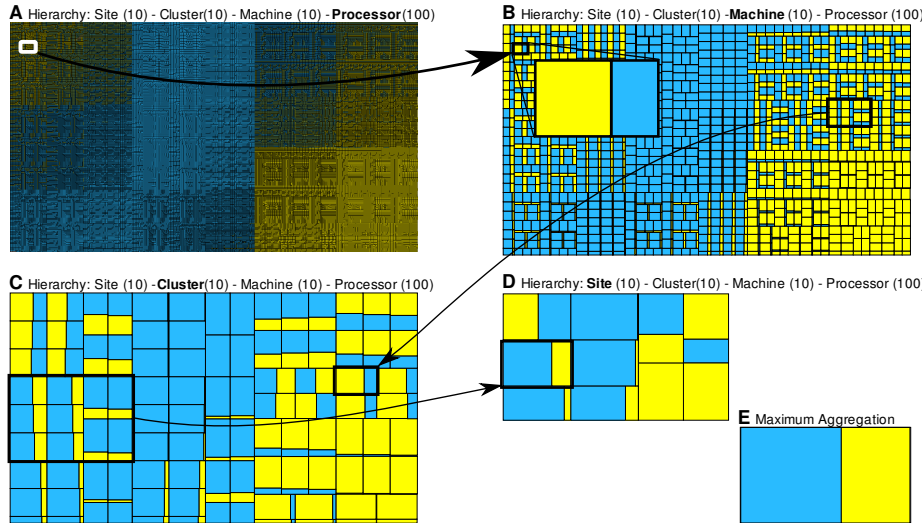 A Hierarchy: Site (10) - Cluster(10) - Machine (10) - Processor(100)
B Hierarchy: Site (10) - Cluster(10) -Machine (10) - Processor (100)
C Hierarchy: Site (10) -Cluster(10) - Machine (10) - Processor (100)
D Hierarchy: Site (10) - Cluster(10) - Machine (10) - Processor (100)
E Maximum Aggregation